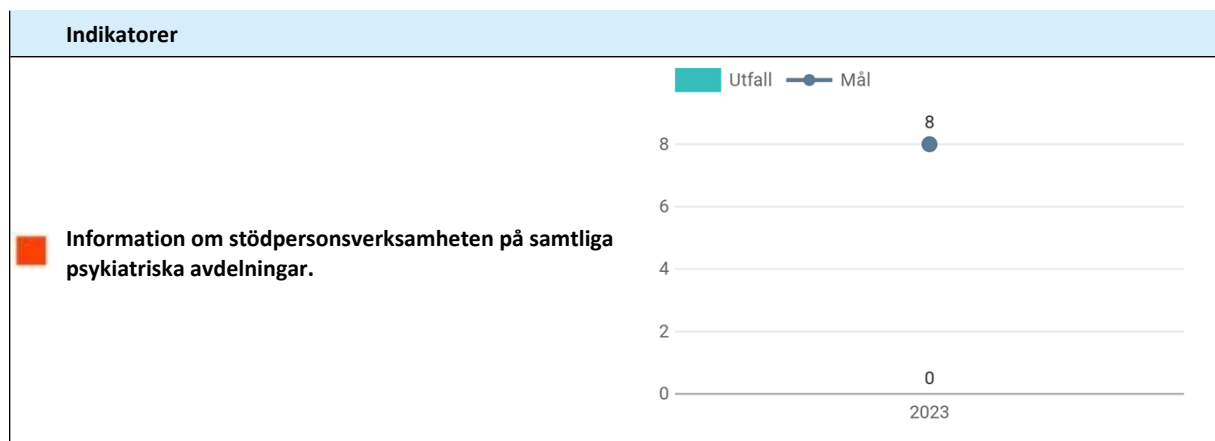 Indikatorer
Utfall Mål
8
8
6
Information om stödpersonsverksamheten på samtliga
psykiatriska avdelningar.
4
2
0
0
2023